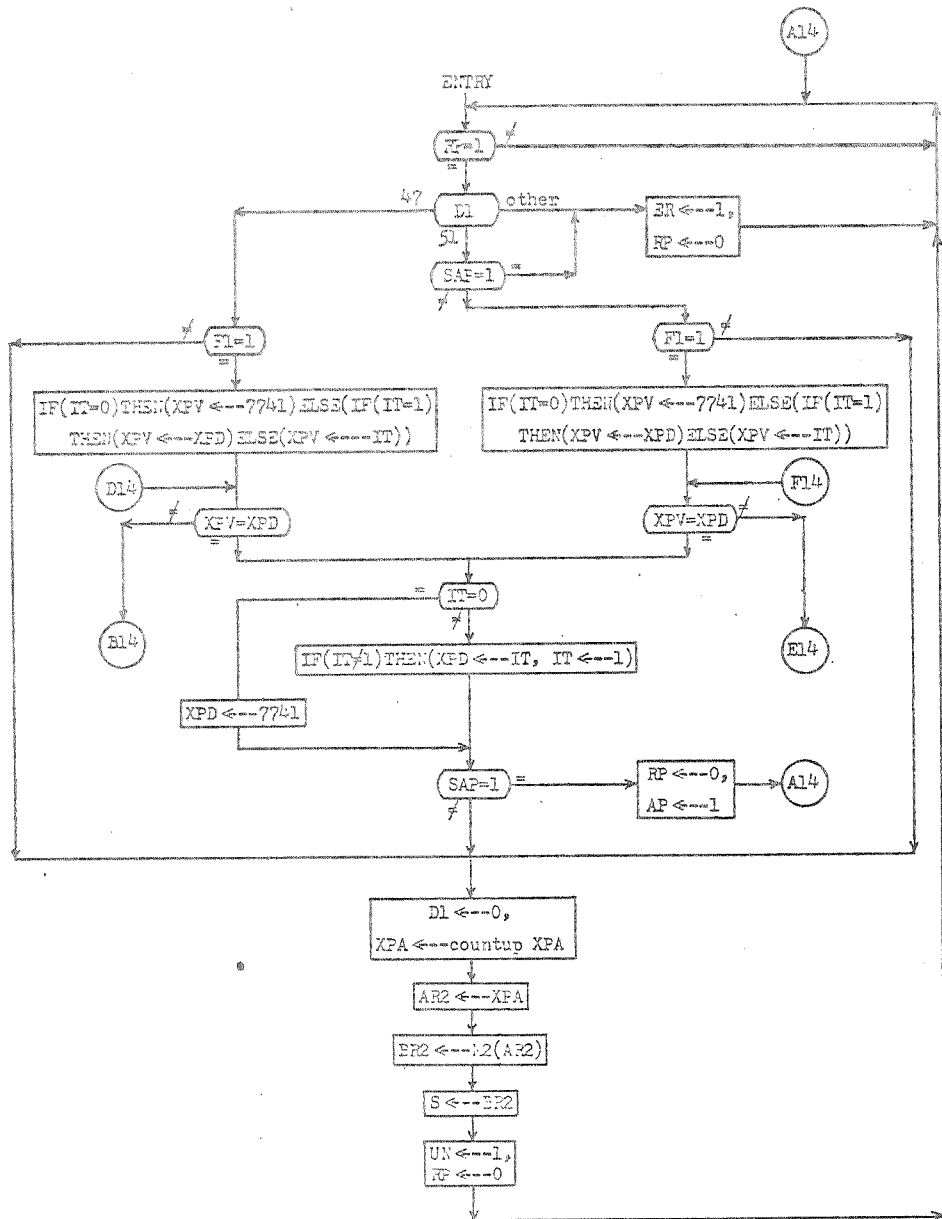 A14
ENTRY
≠
RP=1
=
47
D1
other
51
ER <---1,
RP <---0
SAP=1
=
≠
≠
F1=1
=
F1=1
≠
=
IF(IT=0)THEN(XPV <---7741)ELSE(IF(IT=1)
THEN(XPV <---XPD)ELSE(XPV <----IT))
IF(IT=0)THEN(XPV <---7741)ELSE(IF(IT=1)
THEN(XPV <---XPD)ELSE(XPV <---IT))
D14
F14
≠
XPV=XPD
=
XPV=XPD
≠
=
=
IT=0
≠
B14
E14
IF(IT≠1)THEN(XPD <---IT, IT <---1)
XPD <---7741
SAP=1
=
≠
RP <---0,
AP <---1
A14
D1 <---0,
XPA <---countup XPA
AR2 <---XPA
BR2 <---M2(AR2)
S <---BR2
UN <---1,
RP <---0